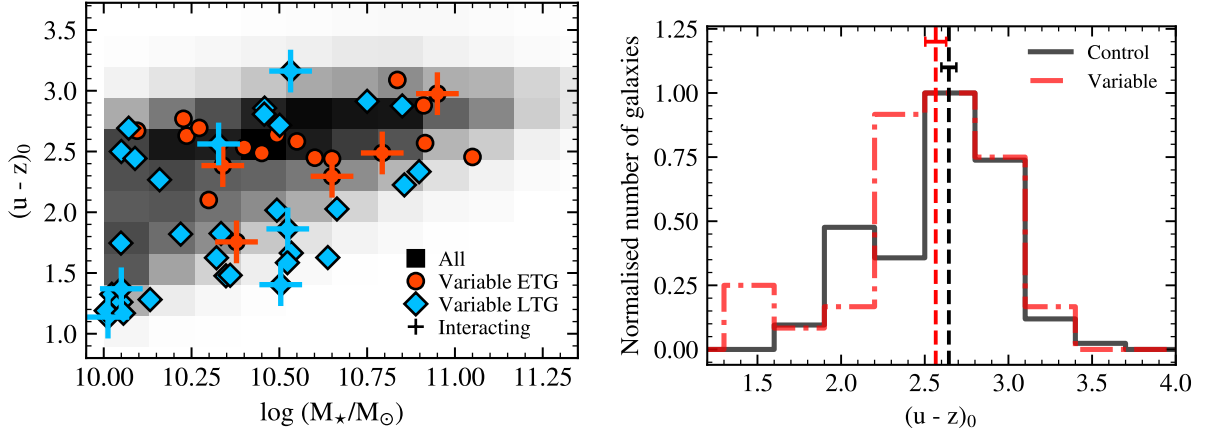 3.5
3.0
2.5
2.0
1.5
1.0
(u - z)₀
10.00 10.25 10.50 10.75 11.00 11.25
log (M⋆/M⊙)
All
Variable ETG
Variable LTG
Interacting
1.25
1.00
0.75
0.50
0.25
0.00
Normalised number of galaxies
Control
Variable
1.5 2.0 2.5 3.0 3.5 4.0
(u - z)₀